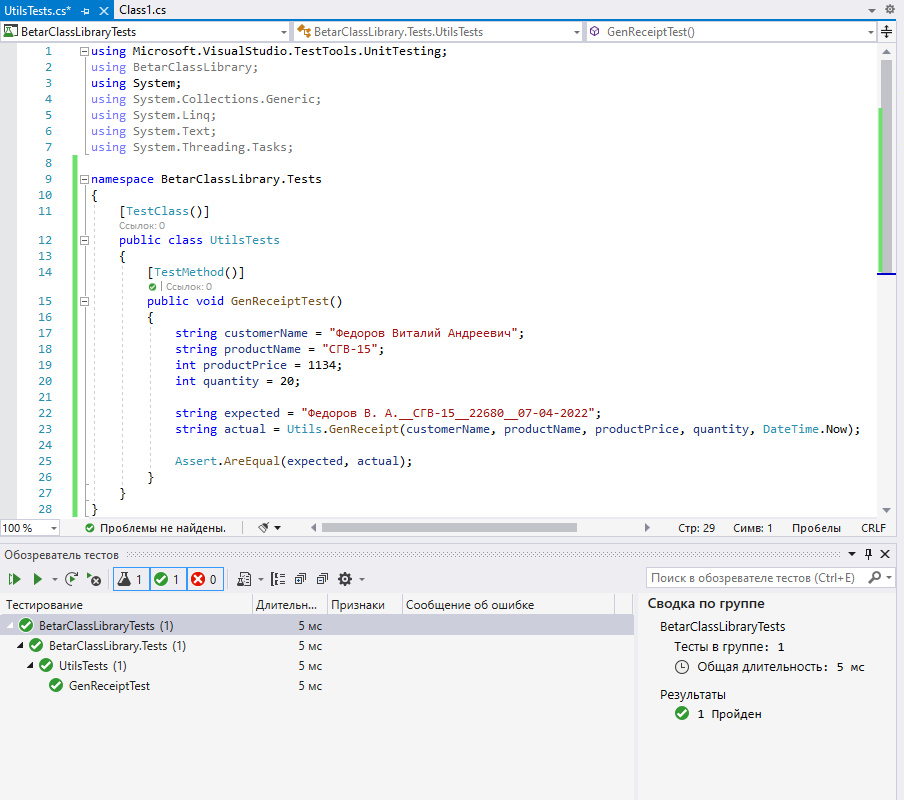 UtilsTests.cs* Class1.cs
BetarClassLibraryTests BetarClassLibrary.Tests.UtilsTests GenReceiptTest()
1 using Microsoft.VisualStudio.TestTools.UnitTesting;
2 using BetarClassLibrary;
3 using System;
4 using System.Collections.Generic;
5 using System.Linq;
6 using System.Text;
7 using System.Threading.Tasks;
8
9 namespace BetarClassLibrary.Tests
10 {
11 [TestClass()]
Ссылок: 0
12 public class UtilsTests
13 {
14 [TestMethod()]
| Ссылок: 0
15 public void GenReceiptTest()
16 {
17 string customerName = "Федоров Виталий Андреевич";
18 string productName = "СГВ-15";
19 int productPrice = 1134;
20 int quantity = 20;
21
22 string expected = "Федоров В. А.__СГВ-15__22680__07-04-2022";
23 string actual = Utils.GenReceipt(customerName, productName, productPrice, quantity, DateTime.Now);
24
25 Assert.AreEqual(expected, actual);
26 }
27 }
28 }
100 % Проблемы не найдены. Стр: 29 Симв: 1 Пробелы CRLF
Обозреватель тестов
1 1 0 Поиск в обозревателе тестов (Ctrl+E)
Тестирование Длительн... Признаки Сообщение об ошибке
BetarClassLibraryTests (1) 5 мс
BetarClassLibrary.Tests (1) 5 мс
UtilsTests (1) 5 мс
GenReceiptTest 5 мс
Сводка по группе
BetarClassLibraryTests
Тесты в группе: 1
Общая длительность: 5 мс
Результаты
1 Пройден